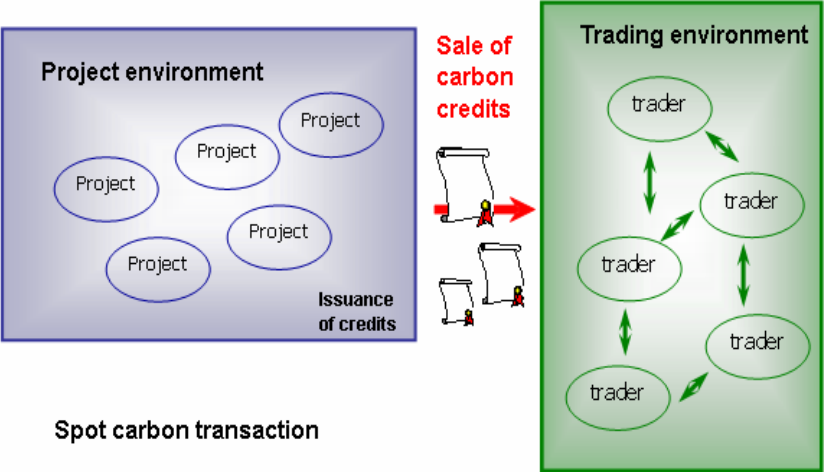 Project environment
Project
Project
Project
Project
Project
Issuance
of credits
Sale of
carbon
credits
Trading environment
trader
trader
trader
trader
trader
Spot carbon transaction